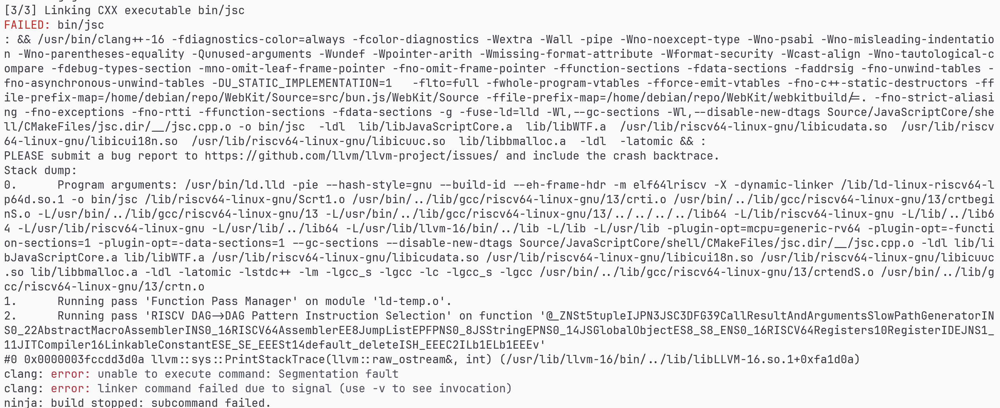 [3/3] Linking CXX executable bin/jsc
FAILED: bin/jsc
: && /usr/bin/clang++-16 -fdiagnostics-color=always -fcolor-diagnostics -Wextra -Wall -pipe -Wno-noexcept-type -Wno-psabi -Wno-misleading-indentatio
n -Wno-parentheses-equality -Qunused-arguments -Wundef -Wpointer-arith -Wmissing-format-attribute -Wformat-security -Wcast-align -Wno-tautological-c
ompare -fdebug-types-section -mno-omit-leaf-frame-pointer -fno-omit-frame-pointer -ffunction-sections -fdata-sections -faddrsig -fno-unwind-tables -
fno-asynchronous-unwind-tables -DU_STATIC_IMPLEMENTATION=1   -flto=full -fwhole-program-vtables -fforce-emit-vtables -fno-c++-static-destructors -ff
ile-prefix-map=/home/debian/repo/WebKit/Source=src/bun.js/WebKit/Source -ffile-prefix-map=/home/debian/repo/WebKit/webkitbuild/=. -fno-strict-aliasi
ng -fno-exceptions -fno-rtti -ffunction-sections -fdata-sections -g -fuse-ld=lld -Wl,--gc-sections -Wl,--disable-new-dtags Source/JavaScriptCore/she
ll/CMakeFiles/jsc.dir/__/jsc.cpp.o -o bin/jsc  -ldl  lib/libJavaScriptCore.a  lib/libWTF.a  /usr/lib/riscv64-linux-gnu/libicudata.so  /usr/lib/riscv
64-linux-gnu/libicui18n.so  /usr/lib/riscv64-linux-gnu/libicuuc.so  lib/libbmalloc.a  -ldl  -latomic && :
PLEASE submit a bug report to https://github.com/llvm/llvm-project/issues/ and include the crash backtrace.
Stack dump:
0.      Program arguments: /usr/bin/ld.lld -pie --hash-style=gnu --build-id --eh-frame-hdr -m elf64lriscv -X -dynamic-linker /lib/ld-linux-riscv64-l
p64d.so.1 -o bin/jsc /lib/riscv64-linux-gnu/Scrt1.o /usr/bin/../lib/gcc/riscv64-linux-gnu/13/crti.o /usr/bin/../lib/gcc/riscv64-linux-gnu/13/crtbegi
nS.o -L/usr/bin/../lib/gcc/riscv64-linux-gnu/13 -L/usr/bin/../lib/gcc/riscv64-linux-gnu/13/../../../../lib64 -L/lib/riscv64-linux-gnu -L/lib/../lib6
4 -L/usr/lib/riscv64-linux-gnu -L/usr/lib/../lib64 -L/usr/lib/llvm-16/bin/../lib -L/lib -L/usr/lib -plugin-opt=mcpu=generic-rv64 -plugin-opt=-functi
on-sections=1 -plugin-opt=-data-sections=1 --gc-sections --disable-new-dtags Source/JavaScriptCore/shell/CMakeFiles/jsc.dir/__/jsc.cpp.o -ldl lib/li
bJavaScriptCore.a lib/libWTF.a /usr/lib/riscv64-linux-gnu/libicudata.so /usr/lib/riscv64-linux-gnu/libicui18n.so /usr/lib/riscv64-linux-gnu/libicuuc
.so lib/libbmalloc.a -ldl -latomic -lstdc++ -lm -lgcc_s -lgcc -lc -lgcc_s -lgcc /usr/bin/../lib/gcc/riscv64-linux-gnu/13/crtendS.o /usr/bin/../lib/g
cc/riscv64-linux-gnu/13/crtn.o
1.      Running pass 'Function Pass Manager' on module 'ld-temp.o'.
2.      Running pass 'RISCV DAG->DAG Pattern Instruction Selection' on function '@_ZNSt5tupleIJPN3JSC3DFG39CallResultAndArgumentsSlowPathGeneratorIN
S0_22AbstractMacroAssemblerINS0_16RISCV64AssemblerEE8JumpListEPFPNS0_8JSStringEPNS0_14JSGlobalObjectES8_S8_ENS0_16RISCV64Registers10RegisterIDEJNS1_
11JITCompiler16LinkableConstantESE_SE_EEESt14default_deleteISH_EEEC2ILb1ELb1EEEv'
#0 0x0000003fccdd3d0a llvm::sys::PrintStackTrace(llvm::raw_ostream&, int) (/usr/lib/llvm-16/bin/../lib/libLLVM-16.so.1+0xfa1d0a)
clang: error: unable to execute command: Segmentation fault
clang: error: linker command failed due to signal (use -v to see invocation)
ninja: build stopped: subcommand failed.